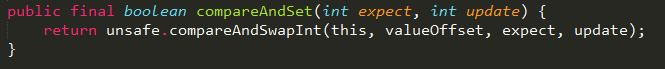 public final boolean compareAndSet(int expect, int update) {
    return unsafe.compareAndSwapInt(this, valueOffset, expect, update);
}